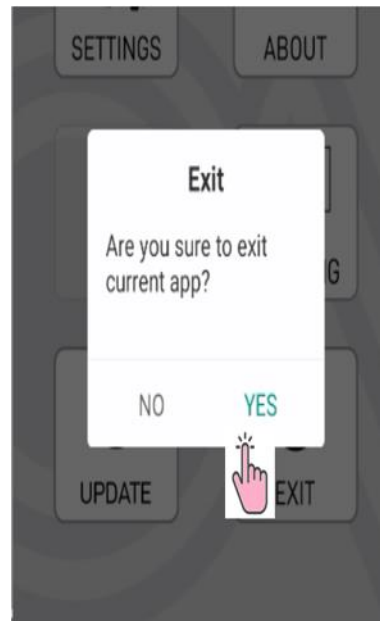 SETTINGS ABOUT
Exit
Are you sure to exit
current app?
NO YES
UPDATE EXIT